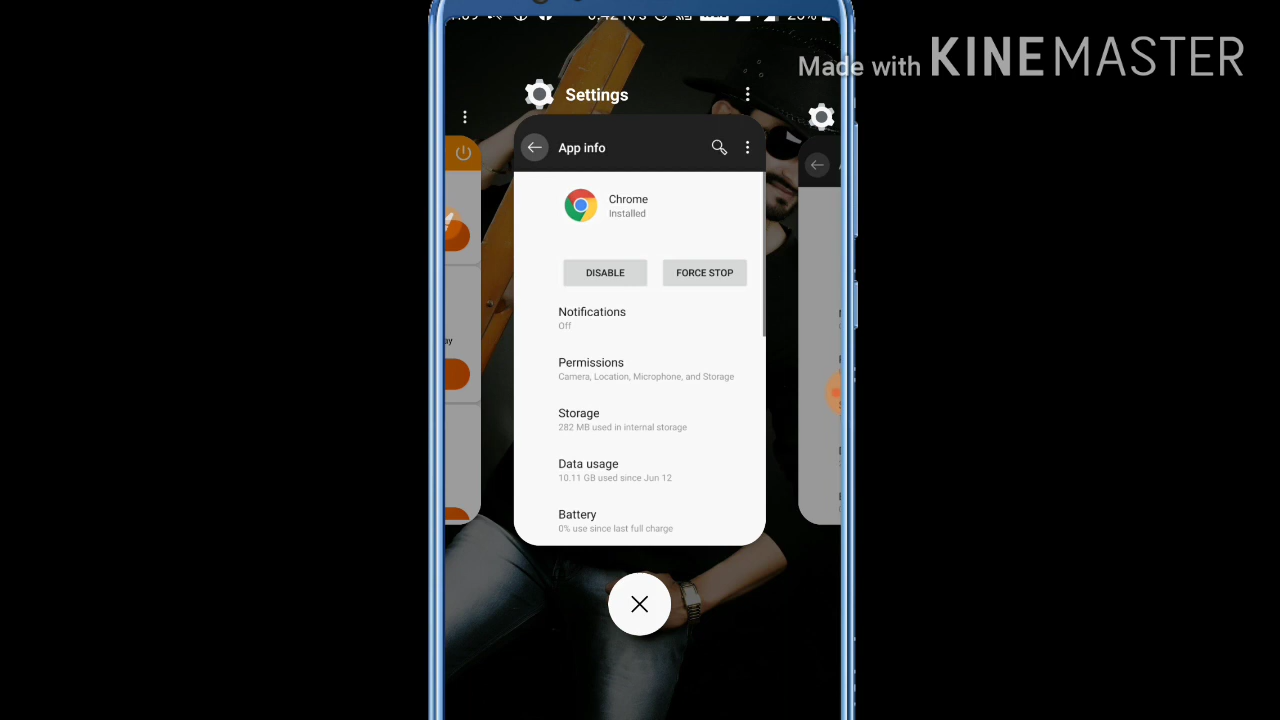 Made with KINEMASTER
Settings
App info
Chrome
Installed
DISABLE
FORCE STOP
Notifications
Off
Permissions
Camera, Location, Microphone, and Storage
Storage
282 MB used in internal storage
Data usage
10.11 GB used since Jun 12
Battery
0% use since last full charge